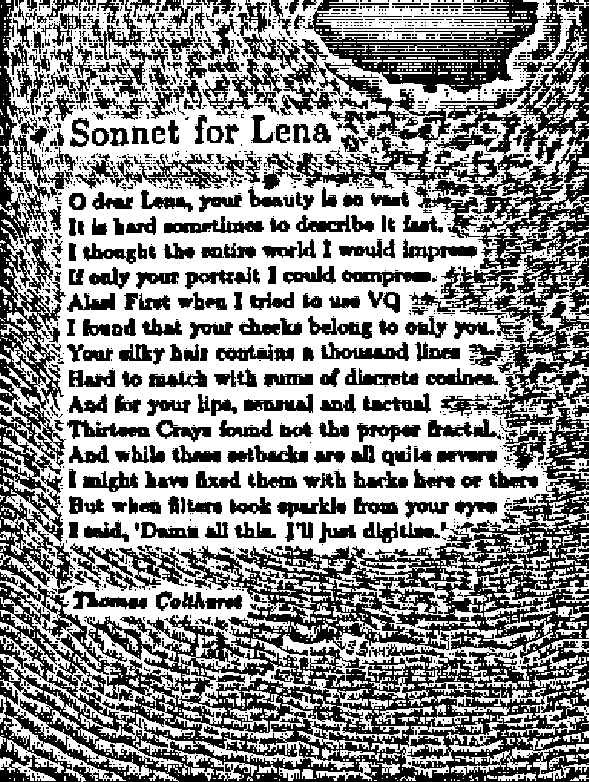 Sonnet for Lena
O dear Lena, your beauty is so vast
It is hard sometimes to describe it fast.
I thought the entire world I would impress
If only your portrait I could compress.
Alas! First when I tried to use VQ
I found that your cheeks belong to only you.
Your silky hair contains a thousand lines
Hard to match with sums of discrete cosines.
And for your lips, sensual and tactual
Thirteen Crays found not the proper fractal.
And while these setbacks are all quite severe
I might have fixed them with hacks here or there
But when filters took sparkle from your eyes
I said, 'Damn all this. I'll just digitize.'
Thomas Colthurst